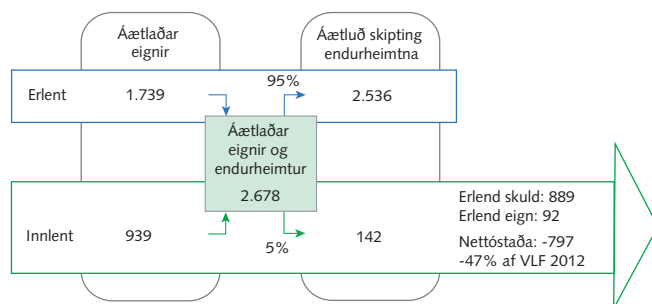 Áætlaðar
eignir
Áætluð skipting
endurheimtna
Erlent
1.739
95%
2.536
Áætlaðar
eignir og
endurheimtur
2.678
Innlent
939
5%
142
Erlend skuld: 889
Erlend eign: 92
Nettóstaða: -797
-47% af VLF 2012